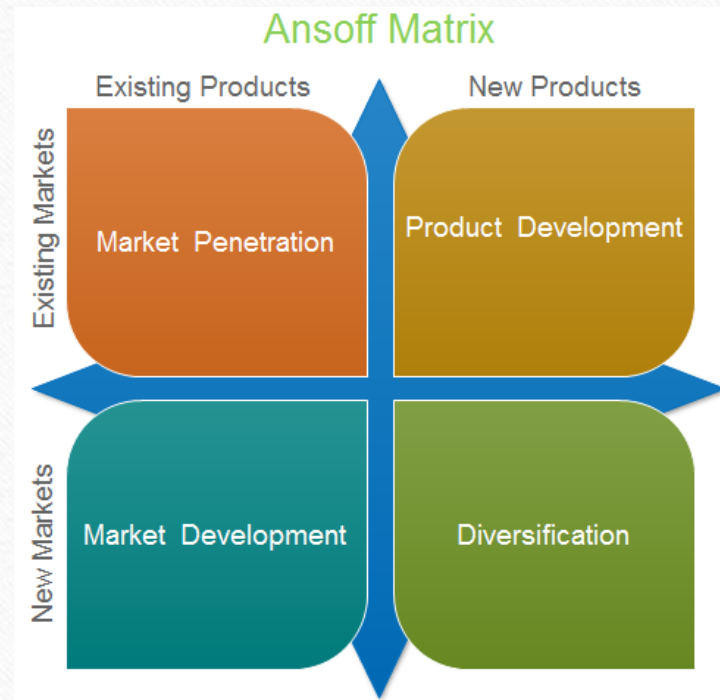 Ansoff Matrix
Existing Products
New Products
Existing Markets
Market Penetration
Product Development
New Markets
Market Development
Diversification